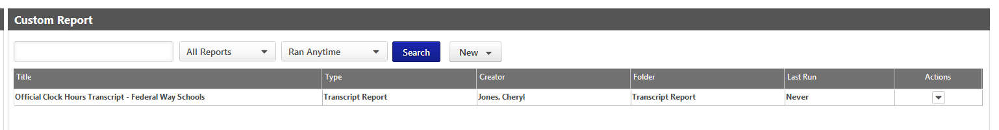 Custom Report
All Reports Ran Anytime Search New
Title Type Creator Folder Last Run Actions
Official Clock Hours Transcript - Federal Way Schools Transcript Report Jones, Cheryl Transcript Report Never